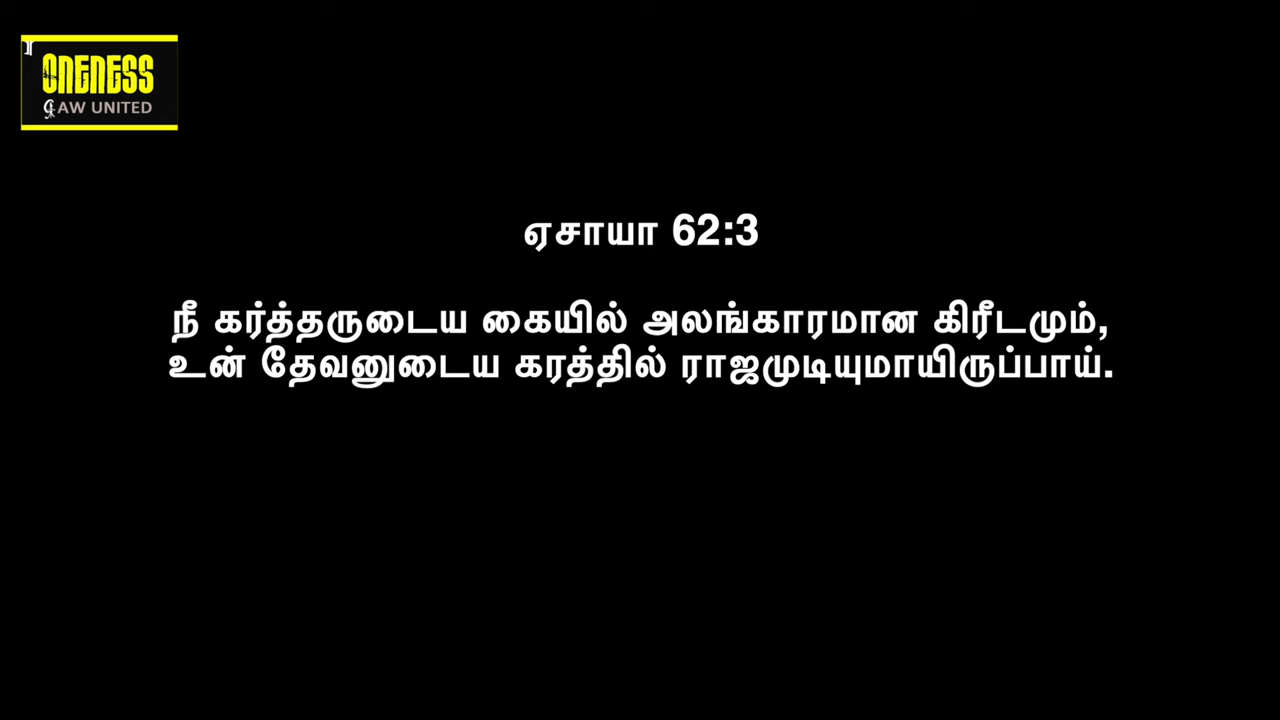 ONENESS
AW UNITED
ஏசாயா 62:3
நீ கர்த்தருடைய கையில் அலங்காரமான கிரீடமும்,
உன் தேவனுடைய கரத்தில் ராஜமுடியுமாயிருப்பாய்.